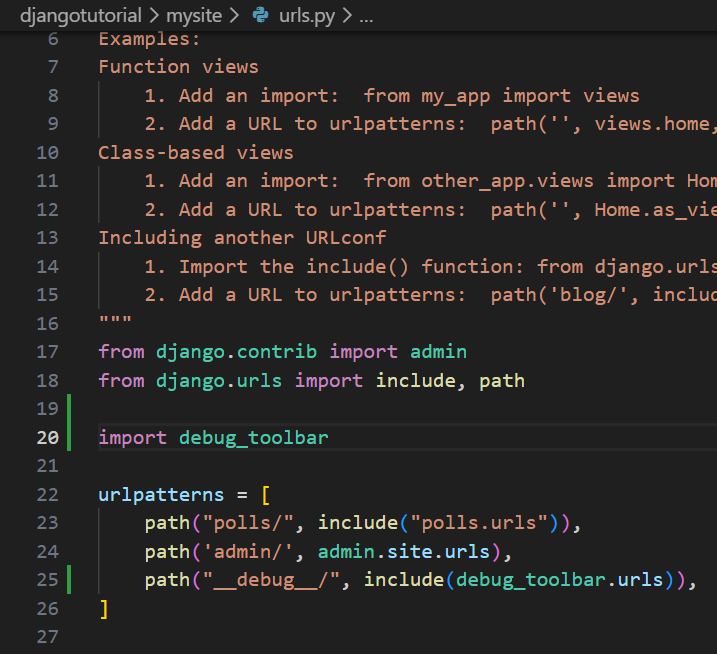 djangotutorial > mysite > urls.py > ...
6 Examples:
7 Function views
8     1. Add an import:  from my_app import views
9     2. Add a URL to urlpatterns:  path('', views.home,
10 Class-based views
11     1. Add an import:  from other_app.views import Hom
12     2. Add a URL to urlpatterns:  path('', Home.as_vie
13 Including another URLconf
14     1. Import the include() function: from django.urls
15     2. Add a URL to urlpatterns:  path('blog/', includ
16 """
17 from django.contrib import admin
18 from django.urls import include, path
19
20 import debug_toolbar
21
22 urlpatterns = [
23     path("polls/", include("polls.urls")),
24     path('admin/', admin.site.urls),
25     path("__debug__/", include(debug_toolbar.urls)),
26 ]
27